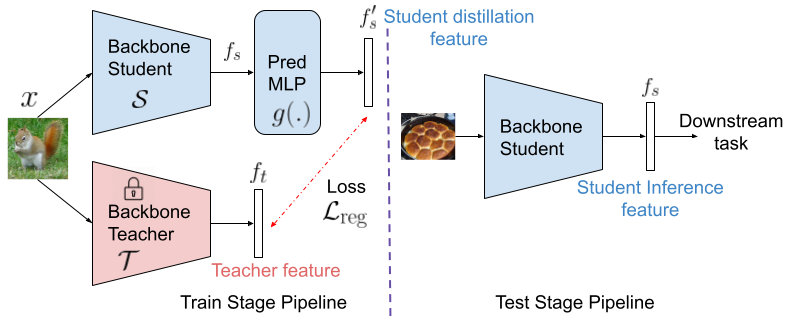 x
Backbone
Student
𝒮
f_s
Pred
MLP
g(.)
f'_s
Student distillation
feature
Backbone
Teacher
𝒯
f_t
Teacher feature
Loss
ℒ_reg
Train Stage Pipeline
Backbone
Student
f_s
Downstream
task
Student Inference
feature
Test Stage Pipeline